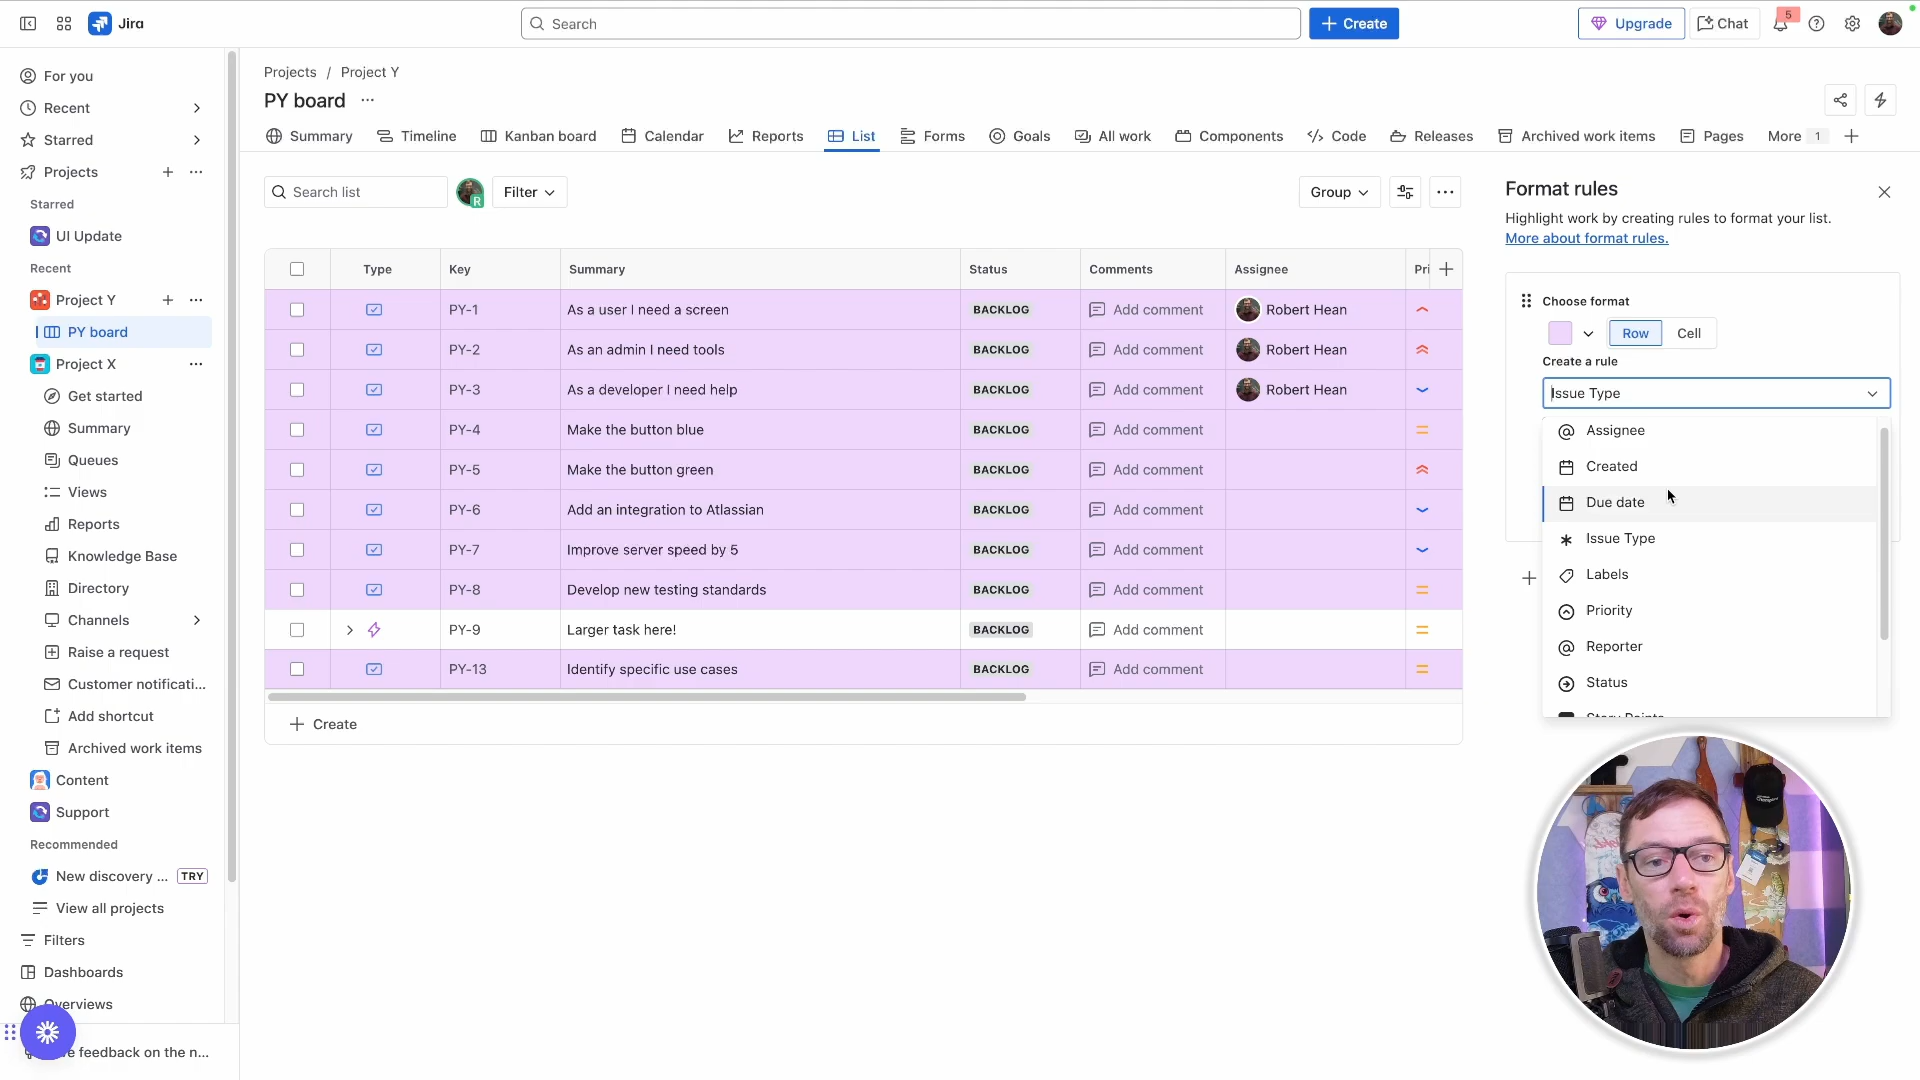 Jira
Search
Create
Upgrade
Chat
5
For you
Recent
Starred
Projects
Starred
UI Update
Recent
Project Y
PY board
Project X
Get started
Summary
Queues
Views
Reports
Knowledge Base
Directory
Channels
Raise a request
Customer notificati...
Add shortcut
Archived work items
Content
Support
Recommended
New discovery ... TRY
View all projects
Filters
Dashboards
Overviews
feedback on the n...
Projects / Project Y
PY board
Summary Timeline Kanban board Calendar Reports List Forms Goals All work Components Code Releases Archived work items Pages More 1
Search list
R
Filter
Group
Type Key Summary Status Comments Assignee Pri
PY-1 As a user I need a screen BACKLOG Add comment Robert Hean
PY-2 As an admin I need tools BACKLOG Add comment Robert Hean
PY-3 As a developer I need help BACKLOG Add comment Robert Hean
PY-4 Make the button blue BACKLOG Add comment
PY-5 Make the button green BACKLOG Add comment
PY-6 Add an integration to Atlassian BACKLOG Add comment
PY-7 Improve server speed by 5 BACKLOG Add comment
PY-8 Develop new testing standards BACKLOG Add comment
PY-9 Larger task here! BACKLOG Add comment
PY-13 Identify specific use cases BACKLOG Add comment
Create
Format rules
Highlight work by creating rules to format your list.
More about format rules.
Choose format
Row Cell
Create a rule
Issue Type
Assignee
Created
Due date
Issue Type
Labels
Priority
Reporter
Status
Story Points